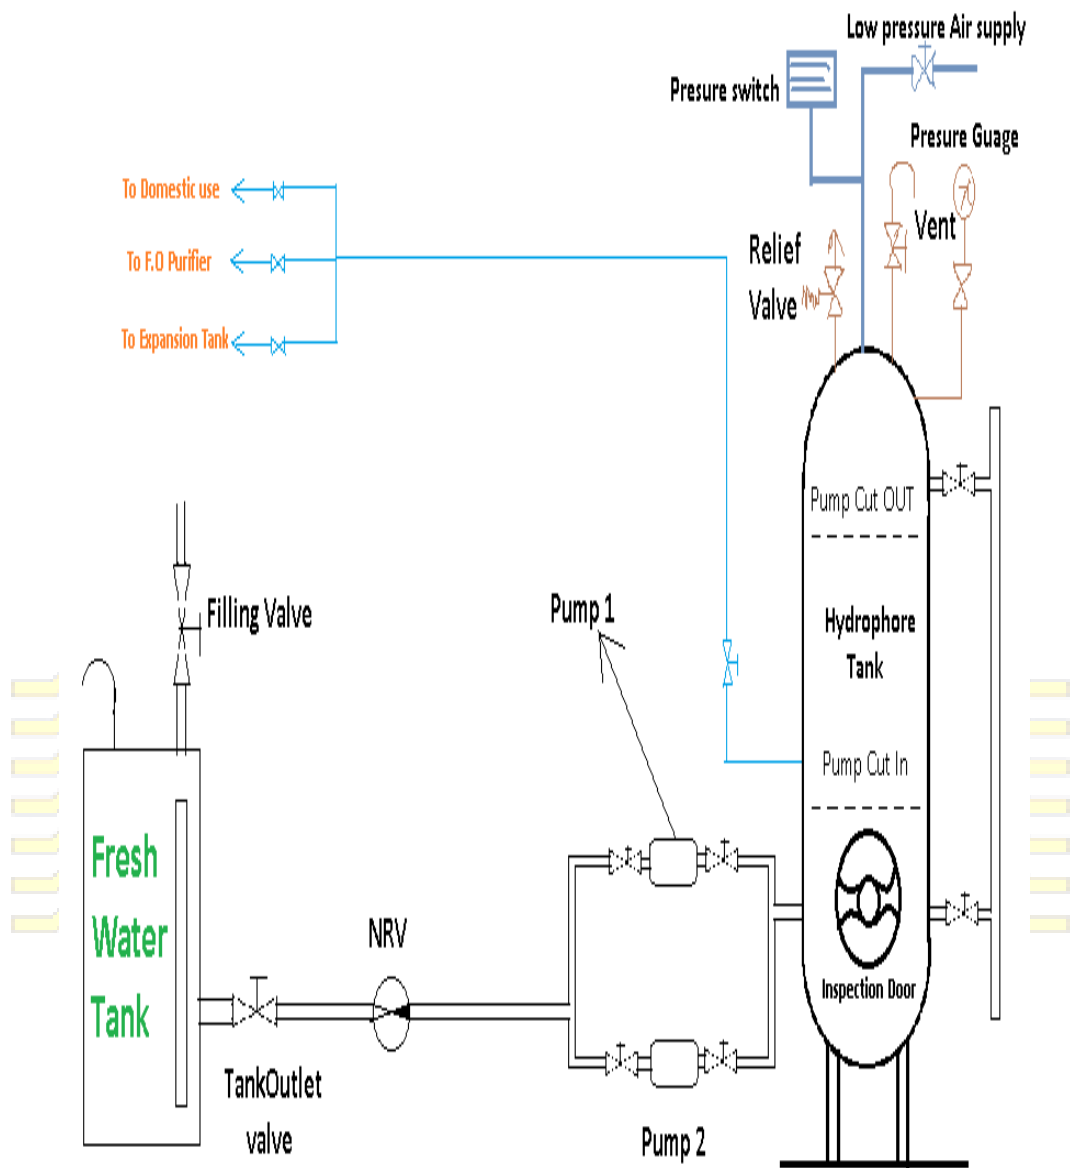 Low pressure Air supply
Presure switch
Presure Guage
To Domestic use
Vent
Relief
Valve
To F.O Purifier
To Expansion Tank
Pump Cut OUT
Filling Valve
Pump 1
Hydrophore
Tank
Pump Cut In
Fresh
Water
Tank
NRV
Inspection Door
TankOutlet
valve
Pump 2